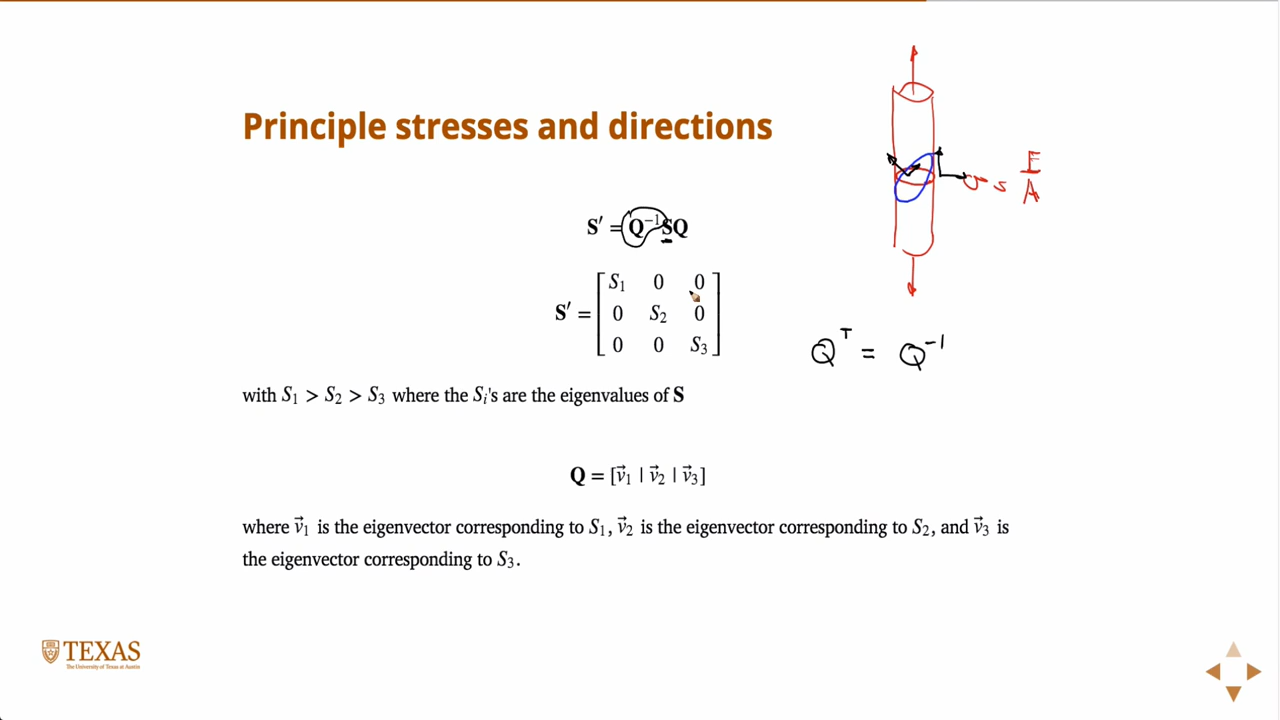 Principle stresses and directions
S′ = Q⁻¹SQ
S′ = [ S₁ 0 0
0 S₂ 0
0 0 S₃ ]
with S₁ > S₂ > S₃ where the Sᵢ's are the eigenvalues of S
Q = [v⃗₁ | v⃗₂ | v⃗₃]
where v⃗₁ is the eigenvector corresponding to S₁, v⃗₂ is the eigenvector corresponding to S₂, and v⃗₃ is
the eigenvector corresponding to S₃.
σ = F/A
Qᵀ = Q⁻¹
TEXAS
The University of Texas at Austin